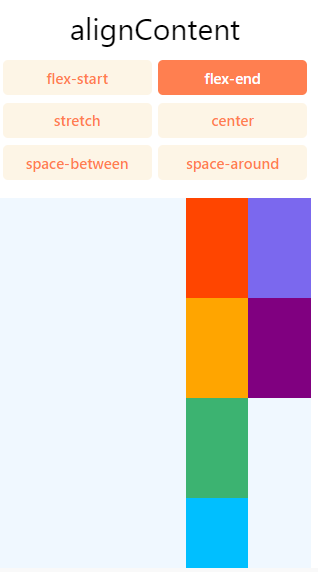 alignContent
flex-start
flex-end
stretch
center
space-between
space-around